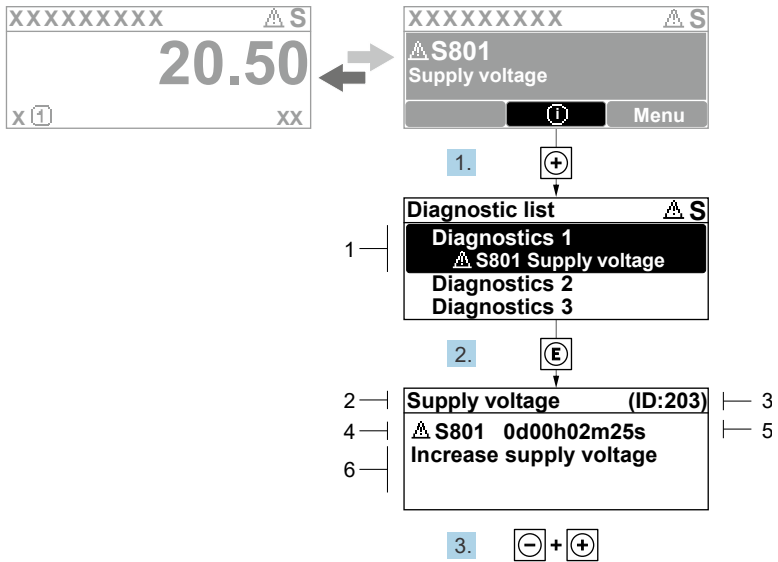 XXXXXXXXX ⚠ S
20.50
X 1 XX
XXXXXXXXX ⚠ S
⚠ S801
Supply voltage
i Menu
1. +
Diagnostic list ⚠ S
1
Diagnostics 1
⚠ S801 Supply voltage
Diagnostics 2
Diagnostics 3
2. E
2 Supply voltage (ID:203) 3
4 ⚠ S801 0d00h02m25s 5
6 Increase supply voltage
3. - + +